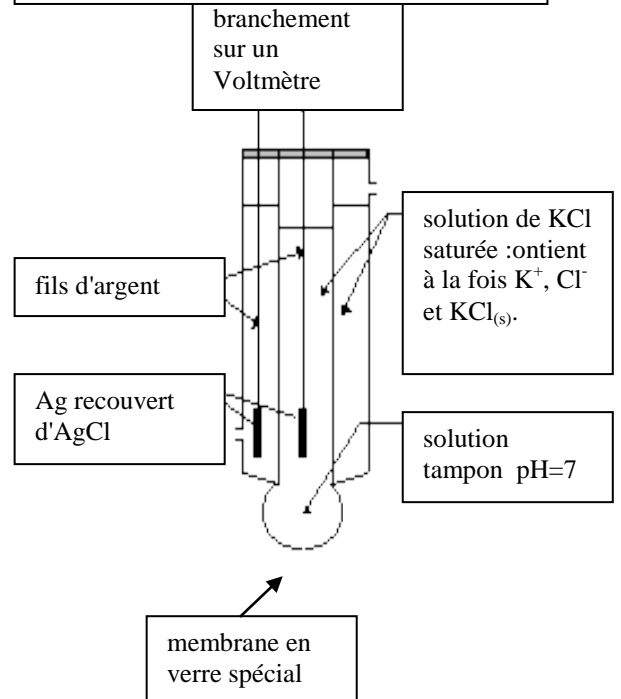 branchement
sur un
Voltmètre
solution de KCl
saturée :ontient
à la fois K⁺, Cl⁻
et KCl₍ₛ₎.
fils d'argent
Ag recouvert
d'AgCl
solution
tampon pH=7
membrane en
verre spécial